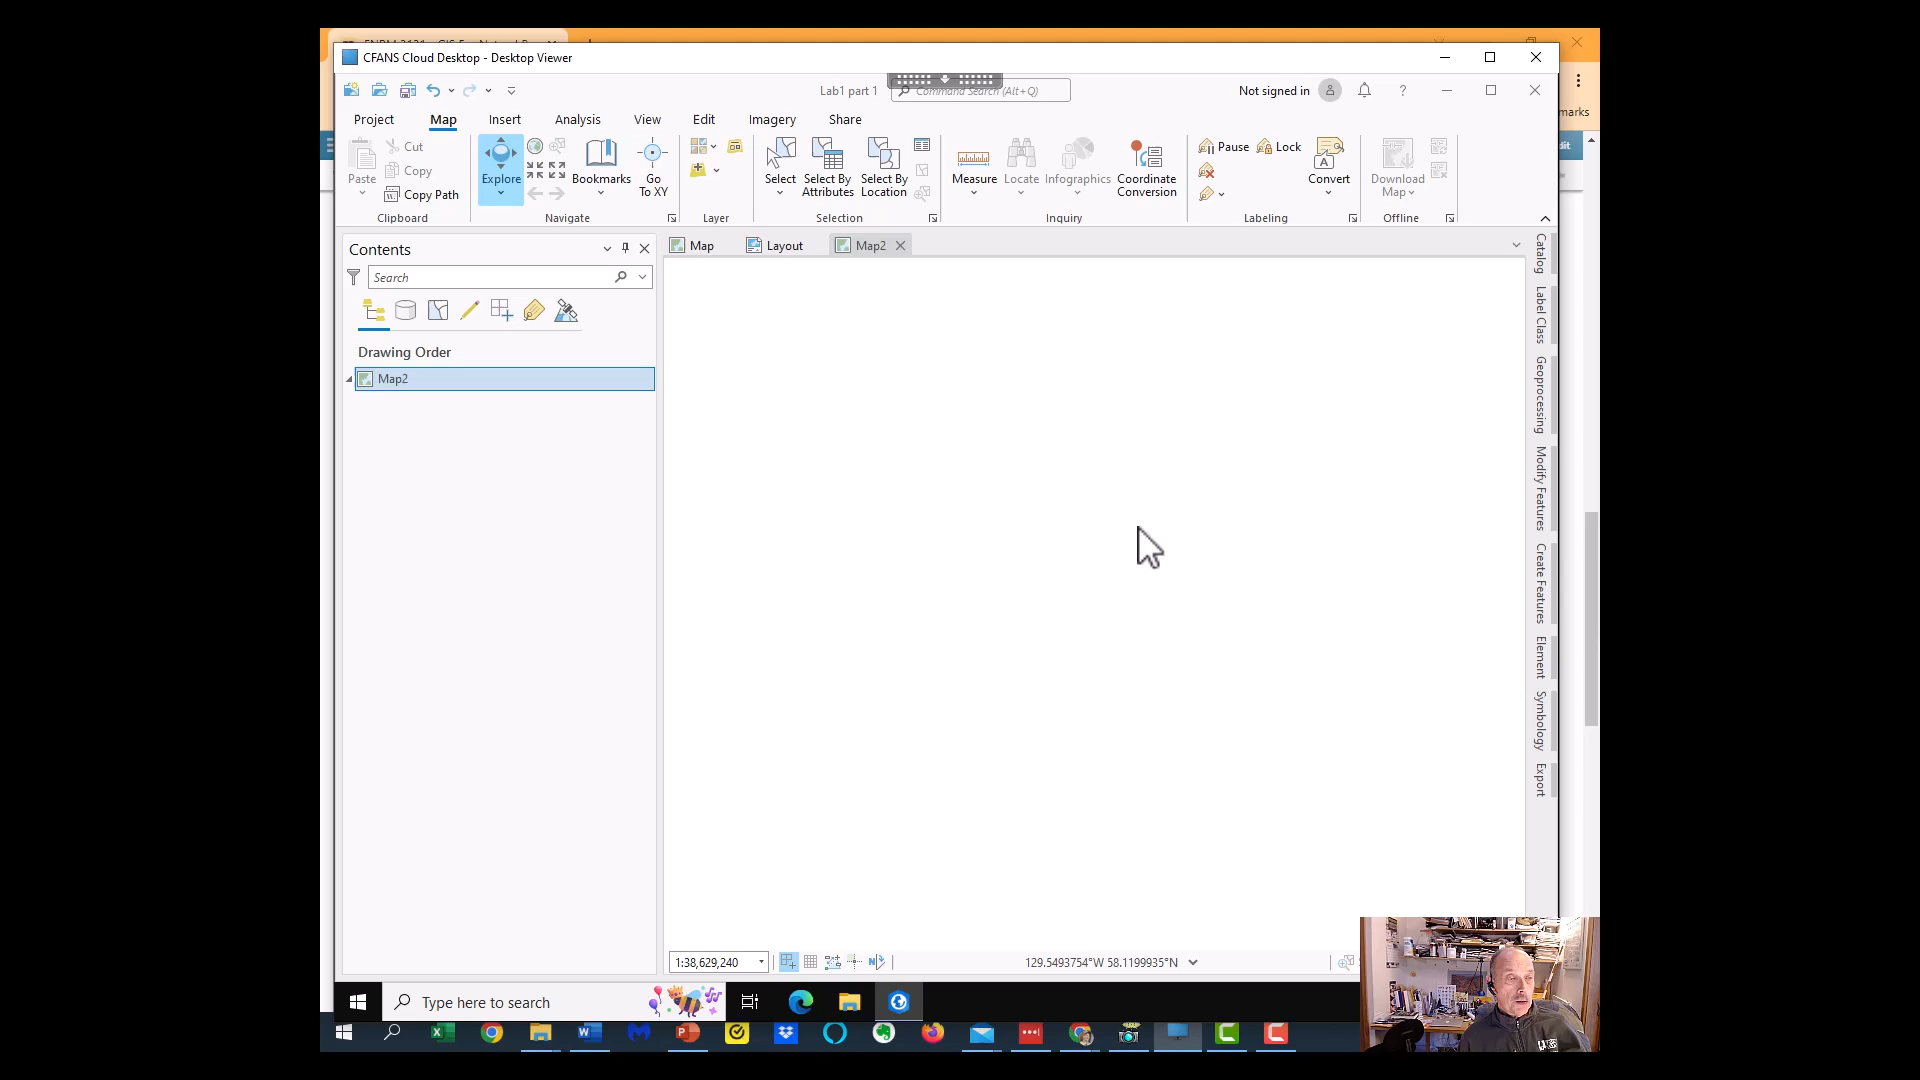 CFANS Cloud Desktop - Desktop Viewer
Lab1 part 1
Command Search (Alt+Q)
Not signed in
marks
Project Map Insert Analysis View Edit Imagery Share
Paste
Cut
Copy
Copy Path
Clipboard
Explore
Bookmarks
Go To XY
Navigate
Layer
Select
Select By Attributes
Select By Location
Selection
Measure
Locate
Infographics
Coordinate Conversion
Inquiry
Pause
Lock
Labeling
Convert
Download Map
Offline
dit
Contents
Search
Drawing Order
Map2
Map Layout Map2
Catalog
Label Class
Geoprocessing
Modify Features
Create Features
Element
Symbology
Export
1:38,629,240
129.5493754°W 58.1199935°N
Type here to search